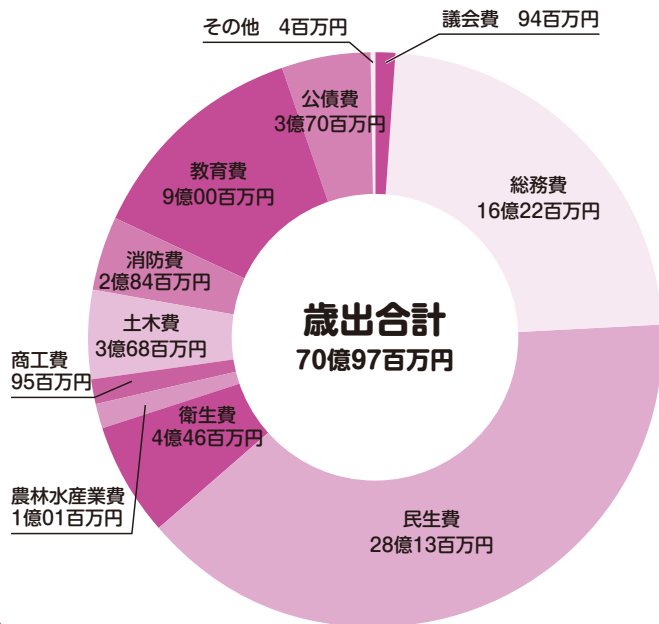 その他　4百万円
議会費　94百万円
公債費
3億70百万円
総務費
16億22百万円
教育費
9億00百万円
消防費
2億84百万円
土木費
3億68百万円
歳出合計
70億97百万円
商工費
95百万円
衛生費
4億46百万円
農林水産業費
1億01百万円
民生費
28億13百万円